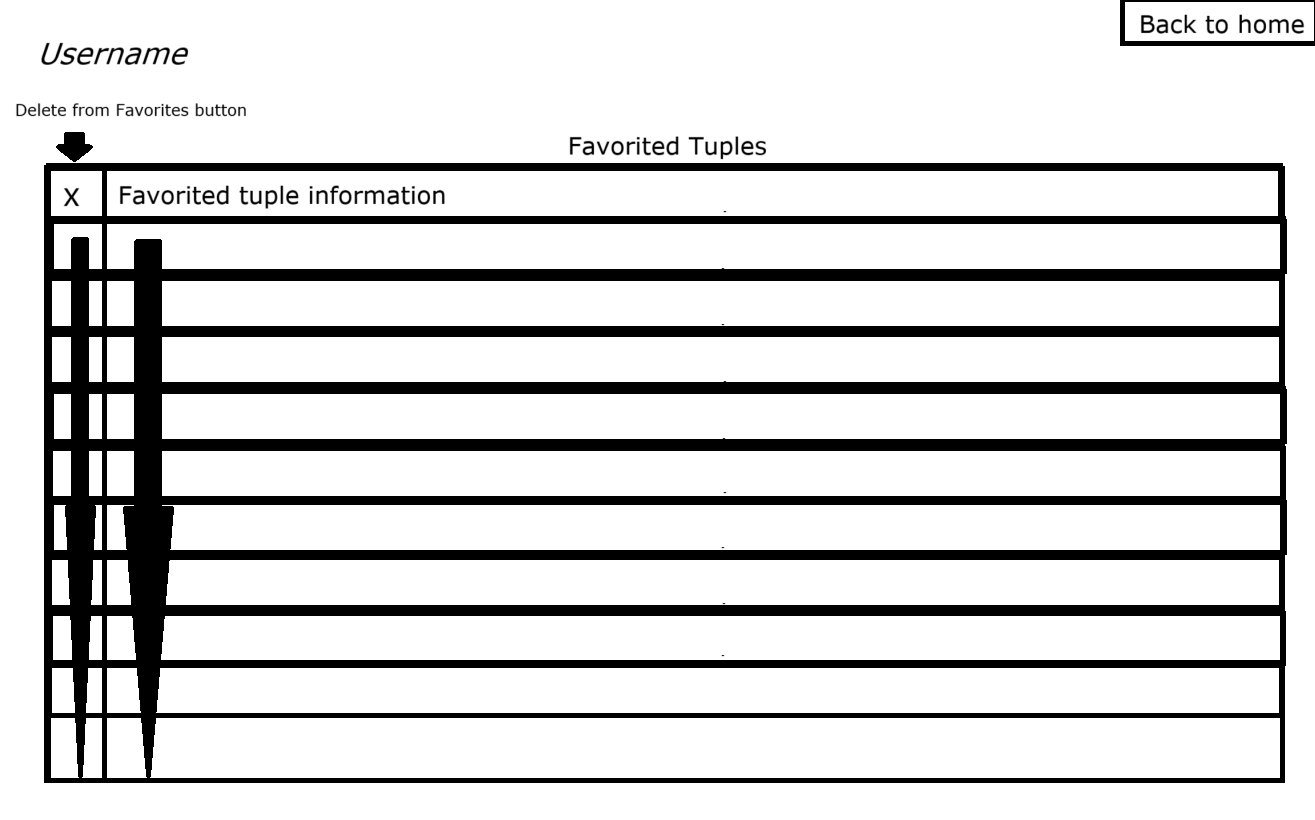 Back to home
Username
Delete from Favorites button
Favorited Tuples
X
Favorited tuple information